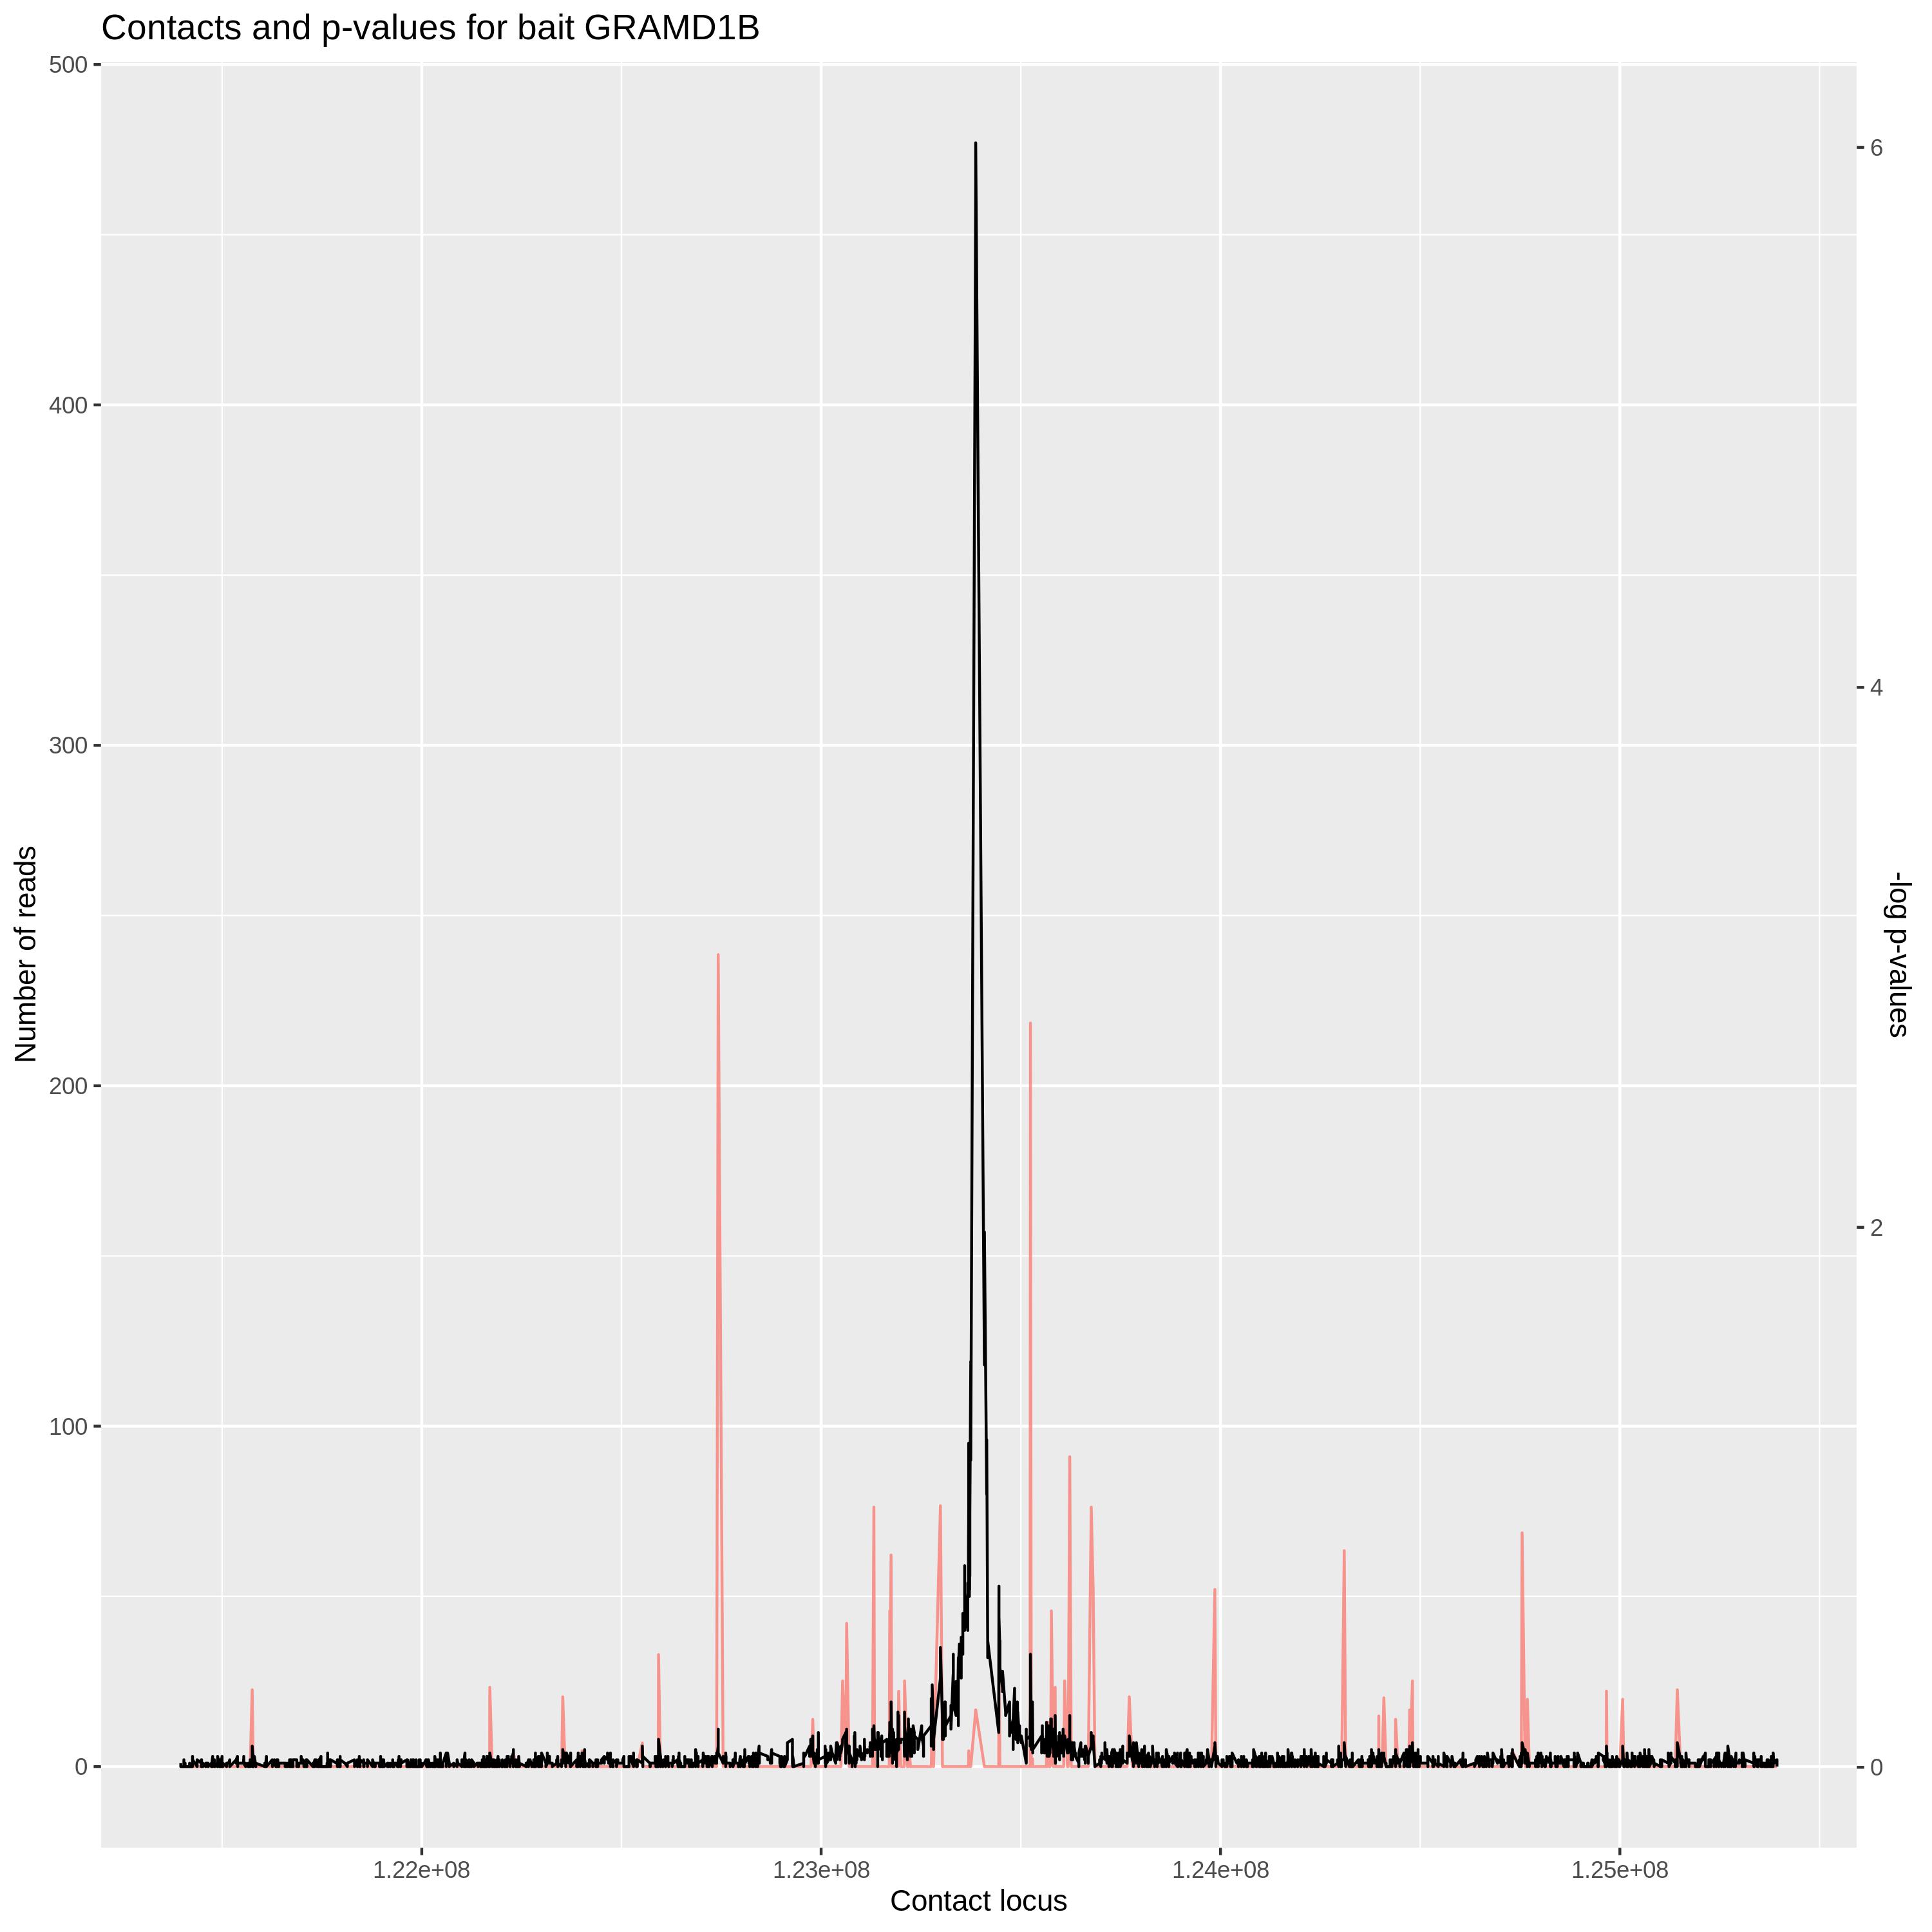 Contacts and p-values for bait GRAMD1B
500
400
300
200
100
0
Number of reads
6
4
2
0
-log p-values
1.22e+08
1.23e+08
1.24e+08
1.25e+08
Contact locus